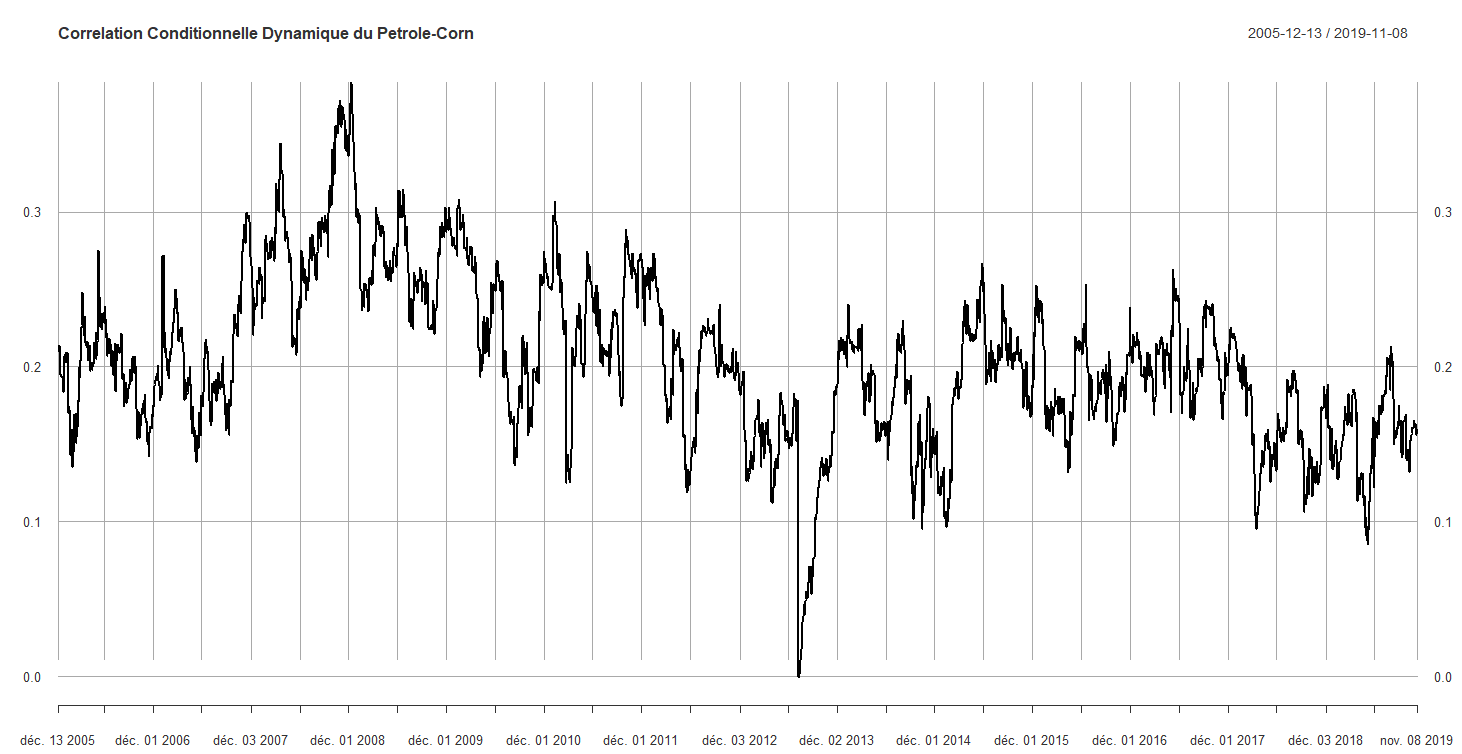 Correlation Conditionnelle Dynamique du Petrole-Corn 2005-12-13 / 2019-11-08
0.3 0.3
0.2 0.2
0.1 0.1
0.0 0.0
déc. 13 2005 déc. 01 2006 déc. 03 2007 déc. 01 2008 déc. 01 2009 déc. 01 2010 déc. 01 2011 déc. 03 2012 déc. 02 2013 déc. 01 2014 déc. 01 2015 déc. 01 2016 déc. 01 2017 déc. 03 2018 nov. 08 2019